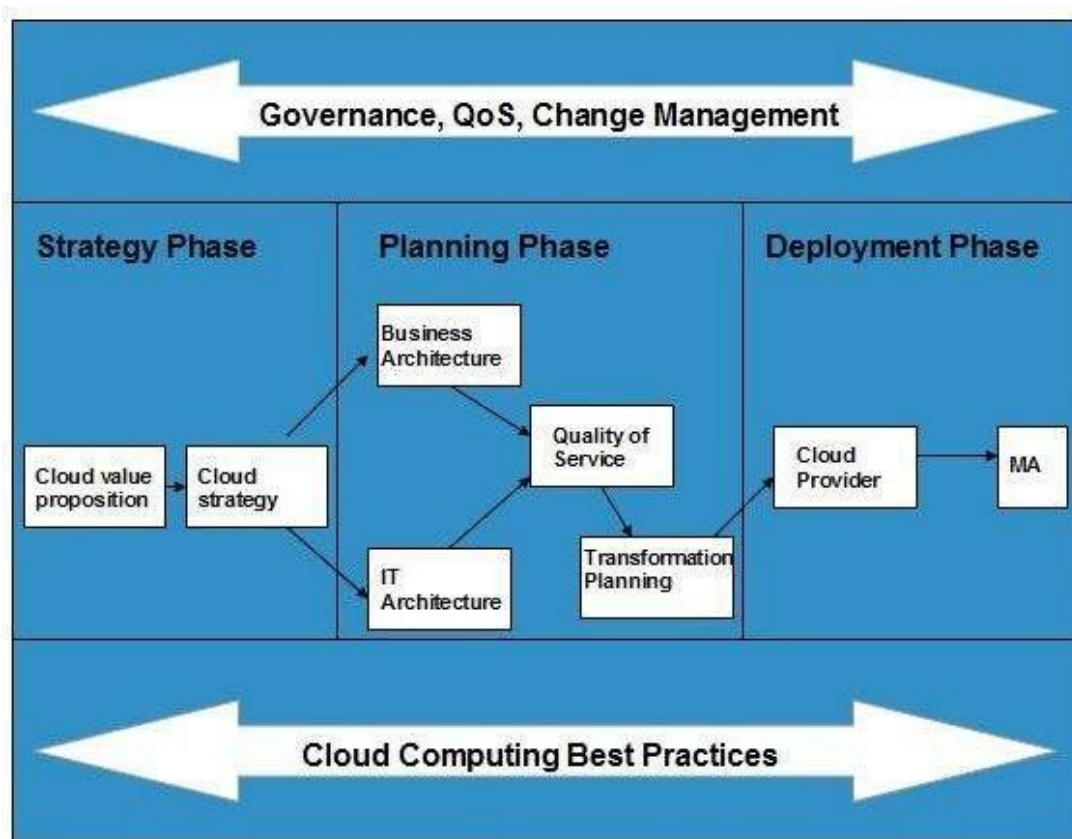 Governance, QoS, Change Management
Strategy Phase
Planning Phase
Deployment Phase
Cloud value
proposition
Cloud
strategy
Business
Architecture
IT
Architecture
Quality of
Service
Transformation
Planning
Cloud
Provider
MA
Cloud Computing Best Practices